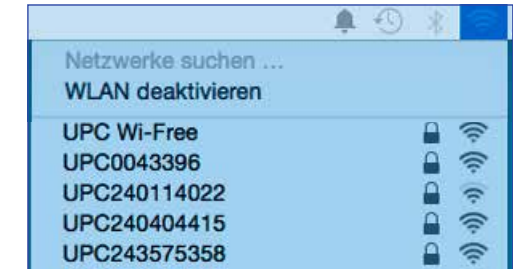 Netzwerke suchen ...
WLAN deaktivieren
UPC Wi-Free
UPC0043396
UPC240114022
UPC240404415
UPC243575358